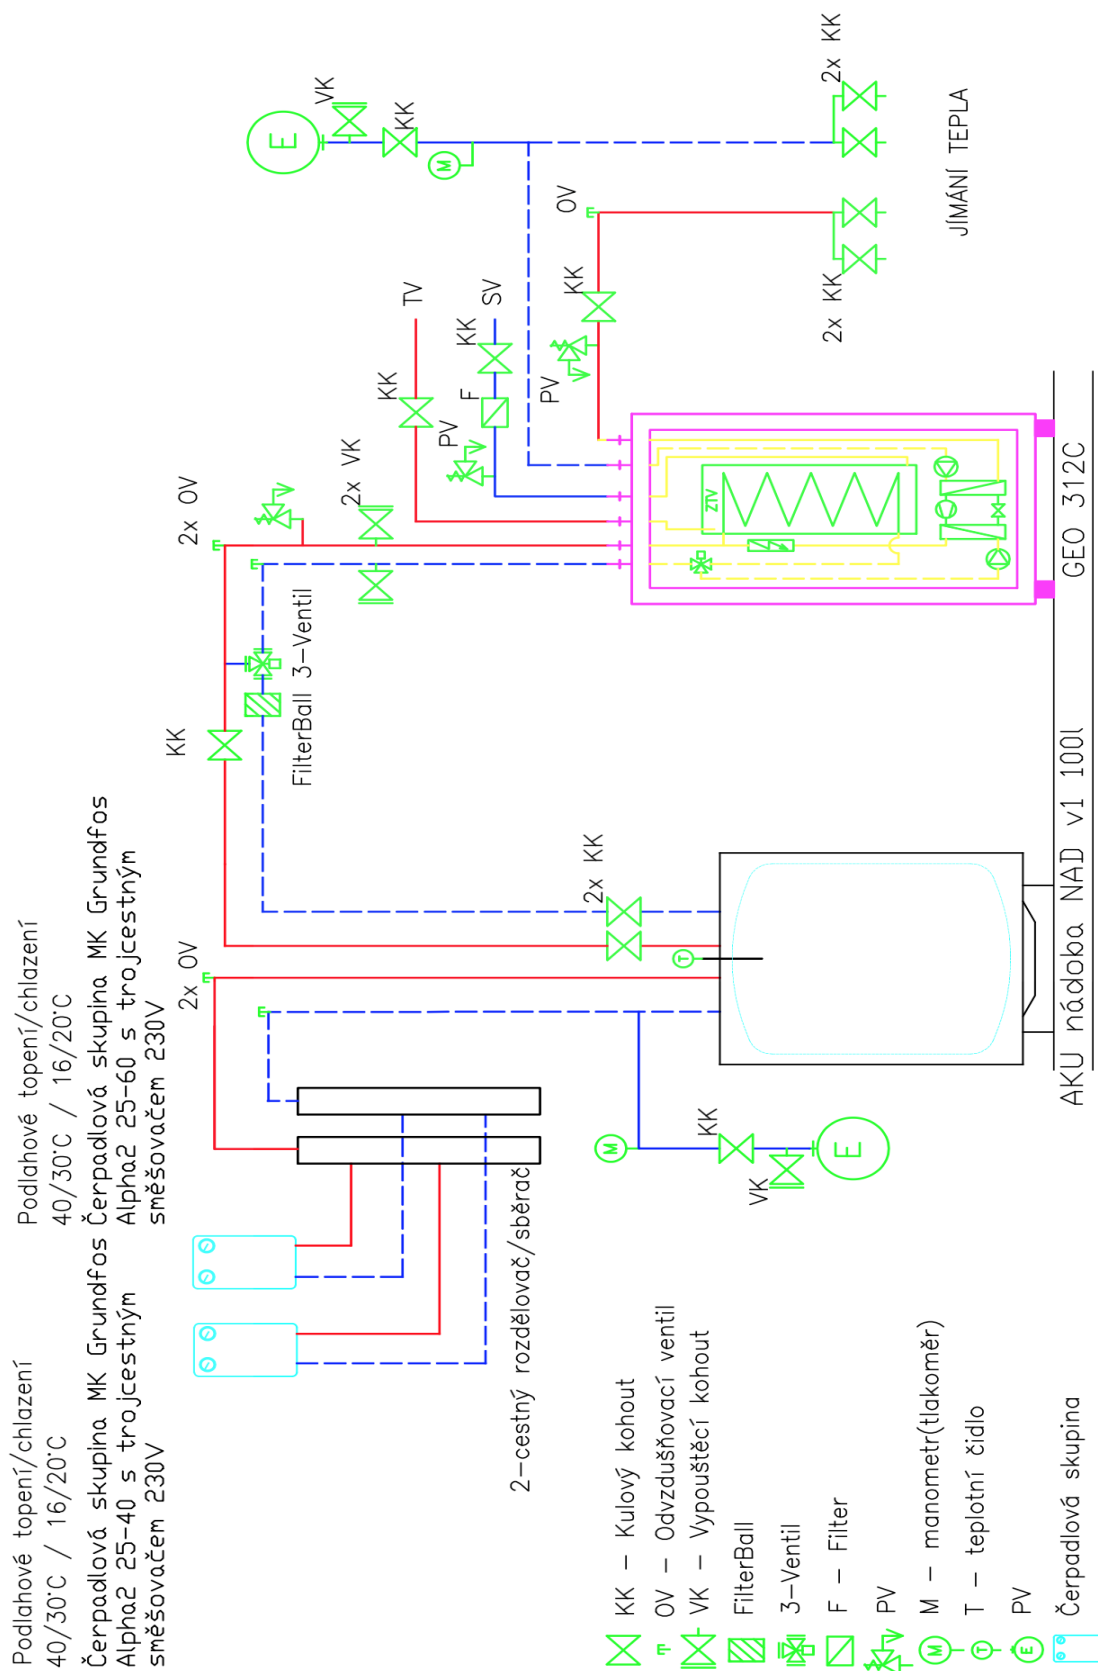 Podlahové topení/chlazení
40/30°C / 16/20°C
Čerpadlová skupina MK Grundfos
Alpha2 25-40 s trojcestným
směšovačem 230V
Podlahové topení/chlazení
40/30°C / 16/20°C
Čerpadlová skupina MK Grundfos
Alpha2 25-60 s trojcestným
směšovačem 230V
2x OV
KK
2x OV
FilterBall
3-Ventil
2x VK
KK
TV
PV
F
KK
SV
E
VK
KK
M
PV
KK
OV
2x KK
2x KK
JÍMÁNÍ TEPLA
2x KK
T
ZTV
GEO 312C
AKU nádoba NAD v1 100l
M
KK
VK
E
2-cestný rozdělovač/sběrač
KK - Kulový kohout
OV - Odvzdušňovací ventil
VK - Vypouštěcí kohout
FilterBall
3-Ventil
F - Filter
PV
M
M - manometr(tlakoměr)
T
T - teplotní čidlo
E
PV
Čerpadlová skupina